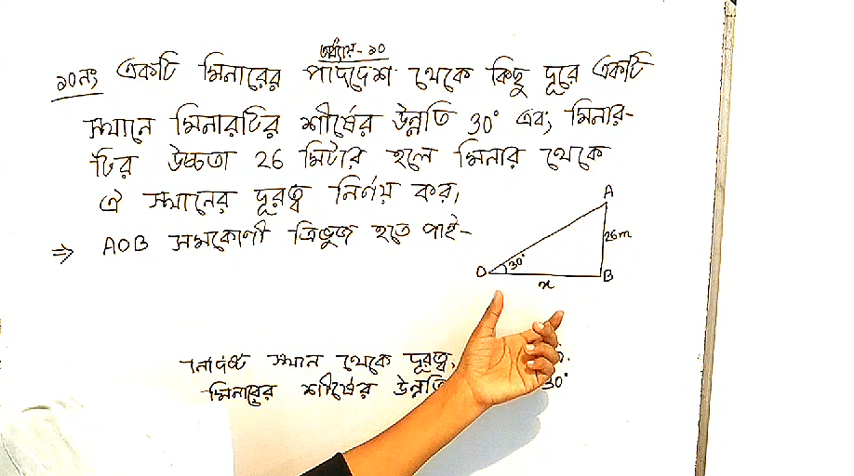 অধ্যায়-১০
১০নং একটি মিনারের পাদদেশ থেকে কিছু দূরে একটি
স্থানে মিনারটির শীর্ষের উন্নতি 30° এবং মিনার-
টির উচ্চতা 26 মিটার হলে মিনার থেকে
ঐ স্থানের দূরত্ব নির্ণয় কর।
A
⇒ AOB সমকোণী ত্রিভুজ হতে পাই-
26m
O 30° B
x
স্থান থেকে দূরত্ব,
মিনারের শীর্ষের উন্নতি 30°